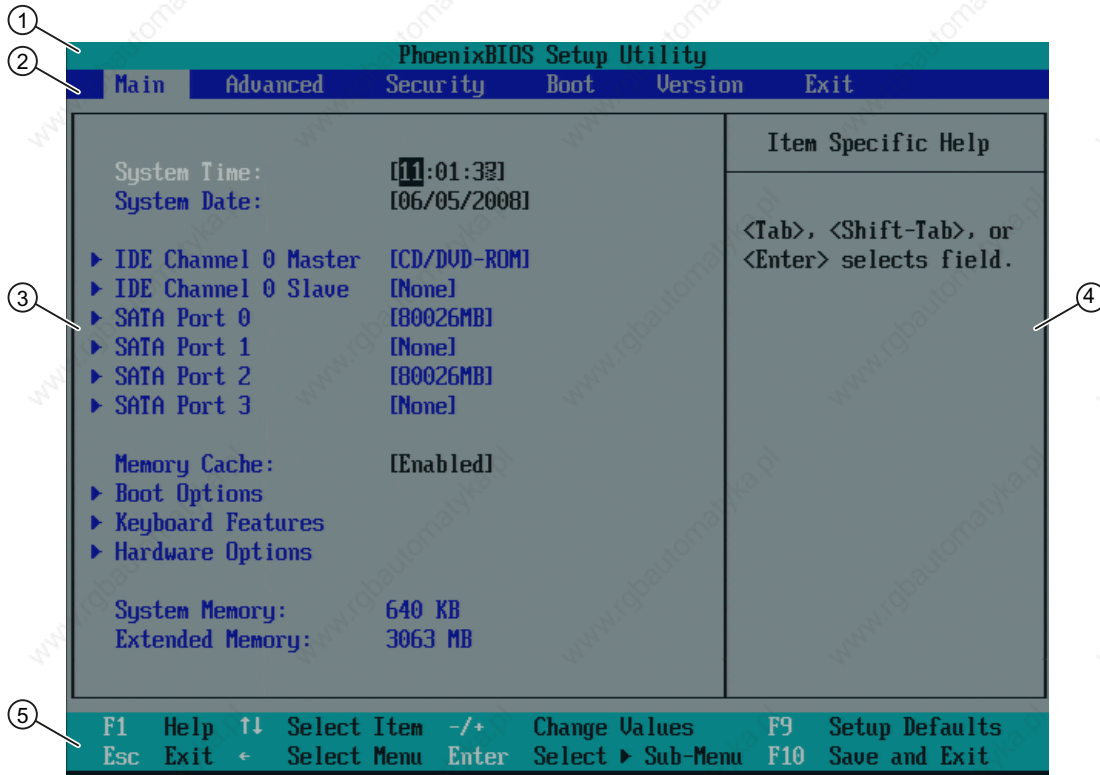 1
PhoenixBIOS Setup Utility
2
Main Advanced Security Boot Version Exit
Item Specific Help
System Time: [11:01:3
System Date: [06/05/2008]
<Tab>, <Shift-Tab>, or
<Enter> selects field.
▶ IDE Channel 0 Master [CD/DVD-ROM]
▶ IDE Channel 0 Slave [None]
3
4
▶ SATA Port 0 [80026MB]
▶ SATA Port 1 [None]
▶ SATA Port 2 [80026MB]
▶ SATA Port 3 [None]
Memory Cache: [Enabled]
▶ Boot Options
▶ Keyboard Features
▶ Hardware Options
System Memory: 640 KB
Extended Memory: 3063 MB
5
F1 Help ↑↓ Select Item -/+ Change Values F9 Setup Defaults
Esc Exit ← Select Menu Enter Select ▶ Sub-Menu F10 Save and Exit
www.rgbautomatyka.pl